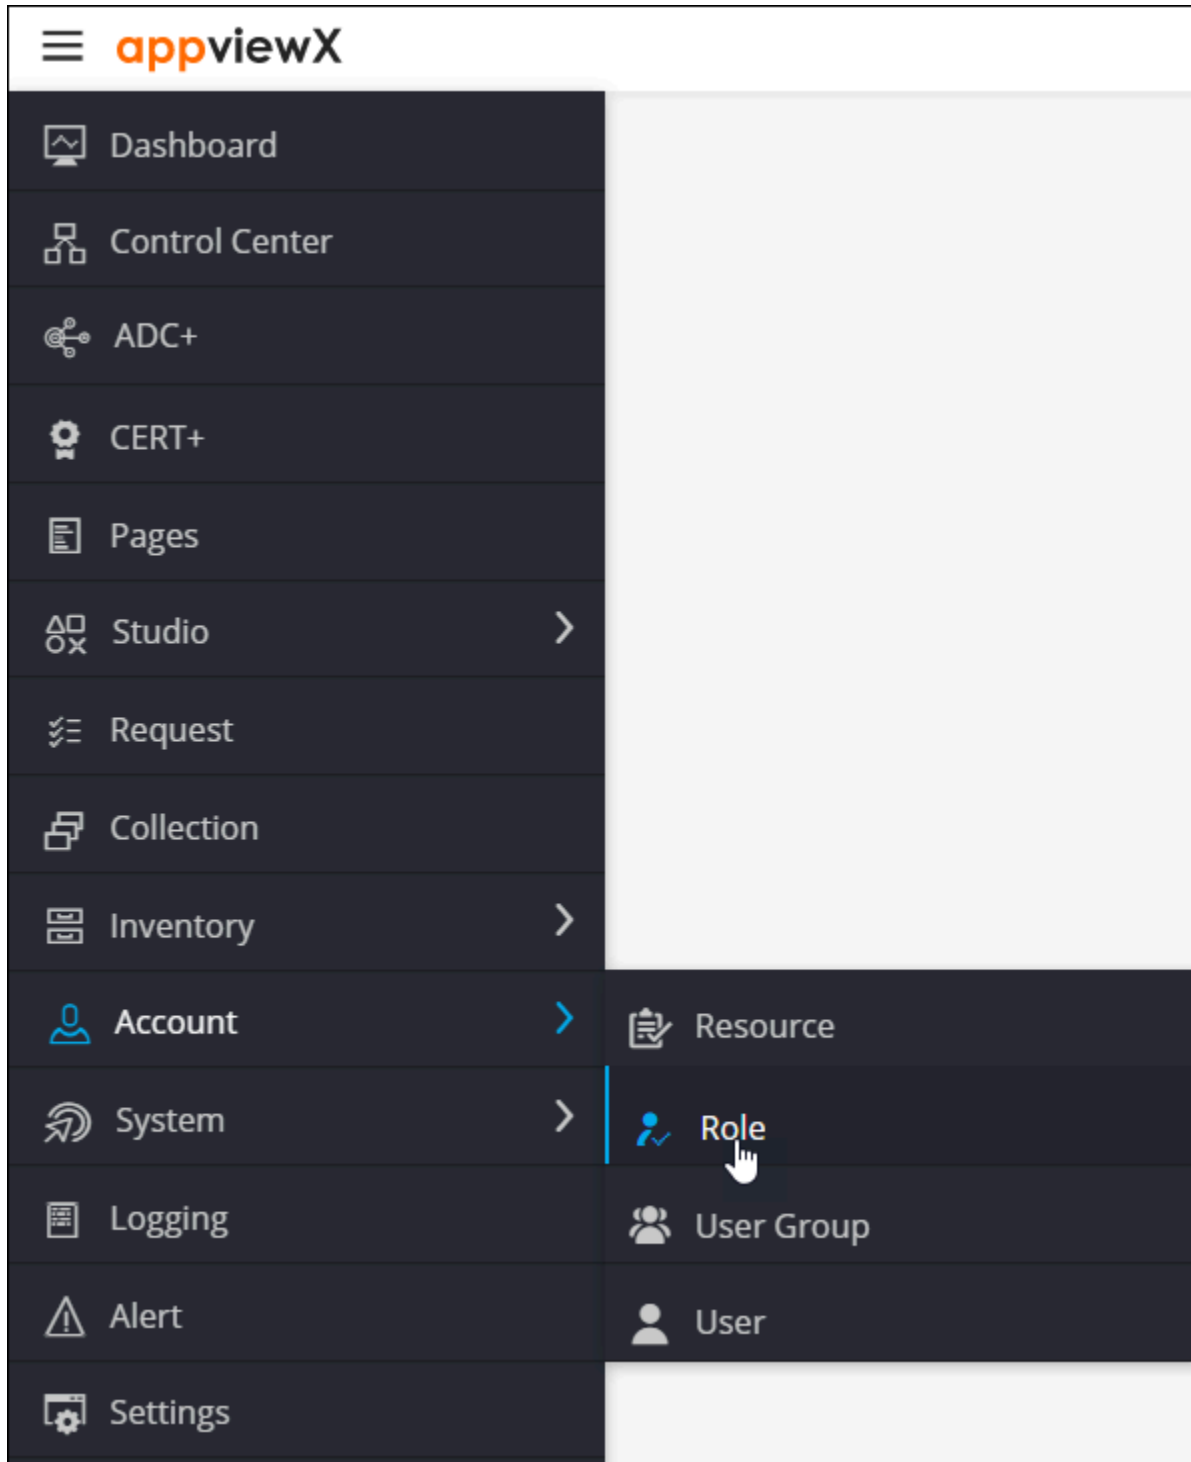 appviewX
Dashboard
Control Center
ADC+
CERT+
Pages
Studio
Request
Collection
Inventory
Account
Resource
Role
System
User Group
Logging
User
Alert
Settings